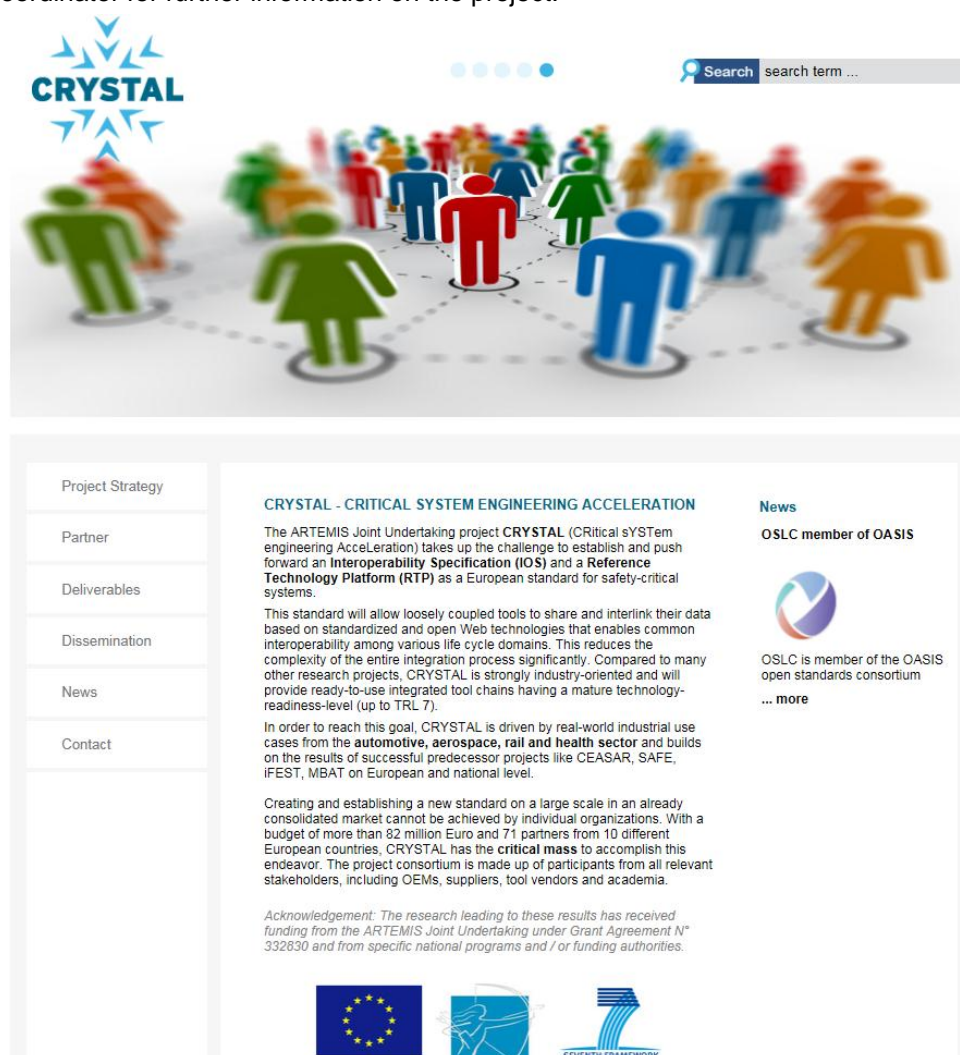 oordinator for further information on the project.
CRYSTAL
Search search term ...
Project Strategy
Partner
Deliverables
Dissemination
News
Contact
CRYSTAL - CRITICAL SYSTEM ENGINEERING ACCELERATION
The ARTEMIS Joint Undertaking project CRYSTAL (CRitical sYSTem
engineering AcceLeration) takes up the challenge to establish and push
forward an Interoperability Specification (IOS) and a Reference
Technology Platform (RTP) as a European standard for safety-critical
systems.
This standard will allow loosely coupled tools to share and interlink their data
based on standardized and open Web technologies that enables common
interoperability among various life cycle domains. This reduces the
complexity of the entire integration process significantly. Compared to many
other research projects, CRYSTAL is strongly industry-oriented and will
provide ready-to-use integrated tool chains having a mature technology-
readiness-level (up to TRL 7).
In order to reach this goal, CRYSTAL is driven by real-world industrial use
cases from the automotive, aerospace, rail and health sector and builds
on the results of successful predecessor projects like CEASAR, SAFE,
iFEST, MBAT on European and national level.
Creating and establishing a new standard on a large scale in an already
consolidated market cannot be achieved by individual organizations. With a
budget of more than 82 million Euro and 71 partners from 10 different
European countries, CRYSTAL has the critical mass to accomplish this
endeavor. The project consortium is made up of participants from all relevant
stakeholders, including OEMs, suppliers, tool vendors and academia.
Acknowledgement: The research leading to these results has received
funding from the ARTEMIS Joint Undertaking under Grant Agreement N°
332830 and from specific national programs and / or funding authorities.
SEVENTH FRAMEWORK
News
OSLC member of OASIS
OSLC is member of the OASIS
open standards consortium
... more